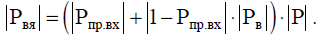 |Pвя| = (|Pпр.вх| + |1 − Pпр.вх| · |Pв|) · |P| .